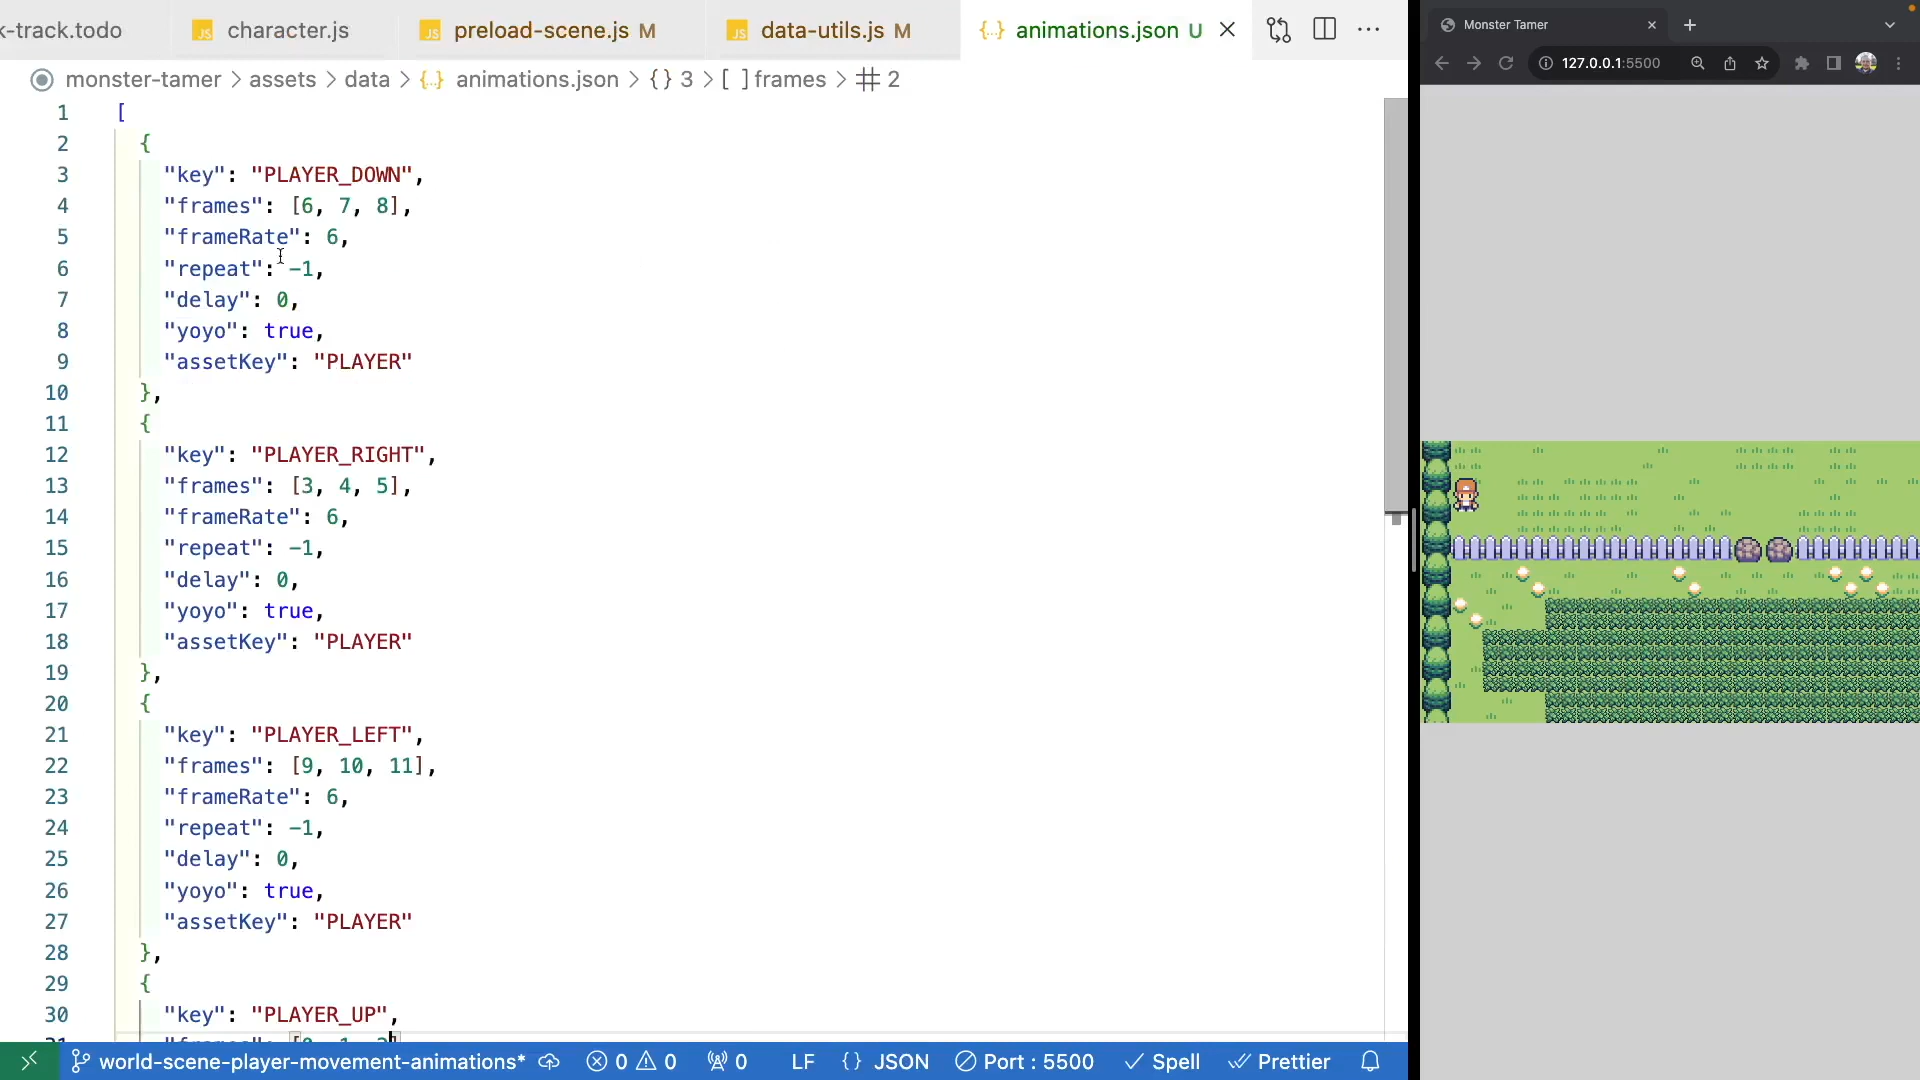 k-track.todo
character.js
preload-scene.js M
data-utils.js M
animations.json U
monster-tamer > assets > data > {..} animations.json > {} 3 > [ ] frames > 2
1 [
2 {
3 "key": "PLAYER_DOWN",
4 "frames": [6, 7, 8],
5 "frameRate": 6,
6 "repeat": -1,
7 "delay": 0,
8 "yoyo": true,
9 "assetKey": "PLAYER"
10 },
11 {
12 "key": "PLAYER_RIGHT",
13 "frames": [3, 4, 5],
14 "frameRate": 6,
15 "repeat": -1,
16 "delay": 0,
17 "yoyo": true,
18 "assetKey": "PLAYER"
19 },
20 {
21 "key": "PLAYER_LEFT",
22 "frames": [9, 10, 11],
23 "frameRate": 6,
24 "repeat": -1,
25 "delay": 0,
26 "yoyo": true,
27 "assetKey": "PLAYER"
28 },
29 {
30 "key": "PLAYER_UP",
world-scene-player-movement-animations* 0 0 0 LF {} JSON Port : 5500 Spell Prettier
Monster Tamer
127.0.0.1:5500